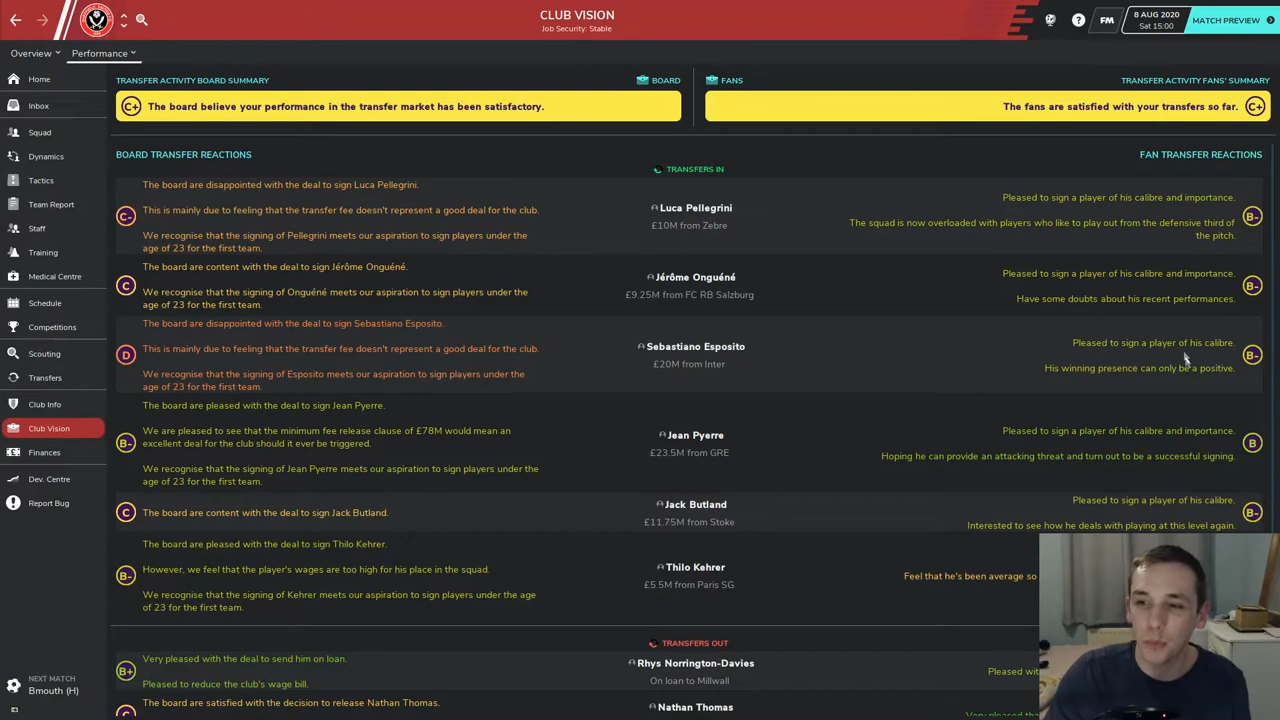 CLUB VISION
Job Security: Stable
FM
8 AUG 2020
Sat 15:00
MATCH PREVIEW
Overview
Performance
Home
Inbox
Squad
Dynamics
Tactics
Team Report
Staff
Training
Medical Centre
Schedule
Competitions
Scouting
Transfers
Club Info
Club Vision
Finances
Dev. Centre
Report Bug
NEXT MATCH
Bmouth (H)
TRANSFER ACTIVITY BOARD SUMMARY
BOARD
FANS
TRANSFER ACTIVITY FANS' SUMMARY
C+ The board believe your performance in the transfer market has been satisfactory.
The fans are satisfied with your transfers so far. C+
BOARD TRANSFER REACTIONS
FAN TRANSFER REACTIONS
TRANSFERS IN
The board are disappointed with the deal to sign Luca Pellegrini.
This is mainly due to feeling that the transfer fee doesn't represent a good deal for the club.
We recognise that the signing of Pellegrini meets our aspiration to sign players under the
age of 23 for the first team.
C-
Luca Pellegrini
£10M from Zebre
Pleased to sign a player of his calibre and importance.
The squad is now overloaded with players who like to play out from the defensive third of
the pitch.
B-
The board are content with the deal to sign Jérôme Onguéné.
We recognise that the signing of Onguéné meets our aspiration to sign players under the
age of 23 for the first team.
C
Jérôme Onguéné
£9.25M from FC RB Salzburg
Pleased to sign a player of his calibre and importance.
Have some doubts about his recent performances.
B-
The board are disappointed with the deal to sign Sebastiano Esposito.
This is mainly due to feeling that the transfer fee doesn't represent a good deal for the club.
We recognise that the signing of Esposito meets our aspiration to sign players under the
age of 23 for the first team.
D
Sebastiano Esposito
£20M from Inter
Pleased to sign a player of his calibre.
His winning presence can only be a positive.
B-
The board are pleased with the deal to sign Jean Pyerre.
We are pleased to see that the minimum fee release clause of £78M would mean an
excellent deal for the club should it ever be triggered.
We recognise that the signing of Jean Pyerre meets our aspiration to sign players under the
age of 23 for the first team.
B-
Jean Pyerre
£23.5M from GRE
Pleased to sign a player of his calibre and importance.
Hoping he can provide an attacking threat and turn out to be a successful signing.
B
C
The board are content with the deal to sign Jack Butland.
Jack Butland
£11.75M from Stoke
Pleased to sign a player of his calibre.
Interested to see how he deals with playing at this level again.
B-
The board are pleased with the deal to sign Thilo Kehrer.
However, we feel that the player's wages are too high for his place in the squad.
We recognise that the signing of Kehrer meets our aspiration to sign players under the age
of 23 for the first team.
B-
Thilo Kehrer
£5.5M from Paris SG
Feel that he's been average so
TRANSFERS OUT
Very pleased with the deal to send him on loan.
Pleased to reduce the club's wage bill.
B+
Rhys Norrington-Davies
On loan to Millwall
Pleased wit
The board are satisfied with the decision to release Nathan Thomas.
C
Nathan Thomas
Very pleased tha